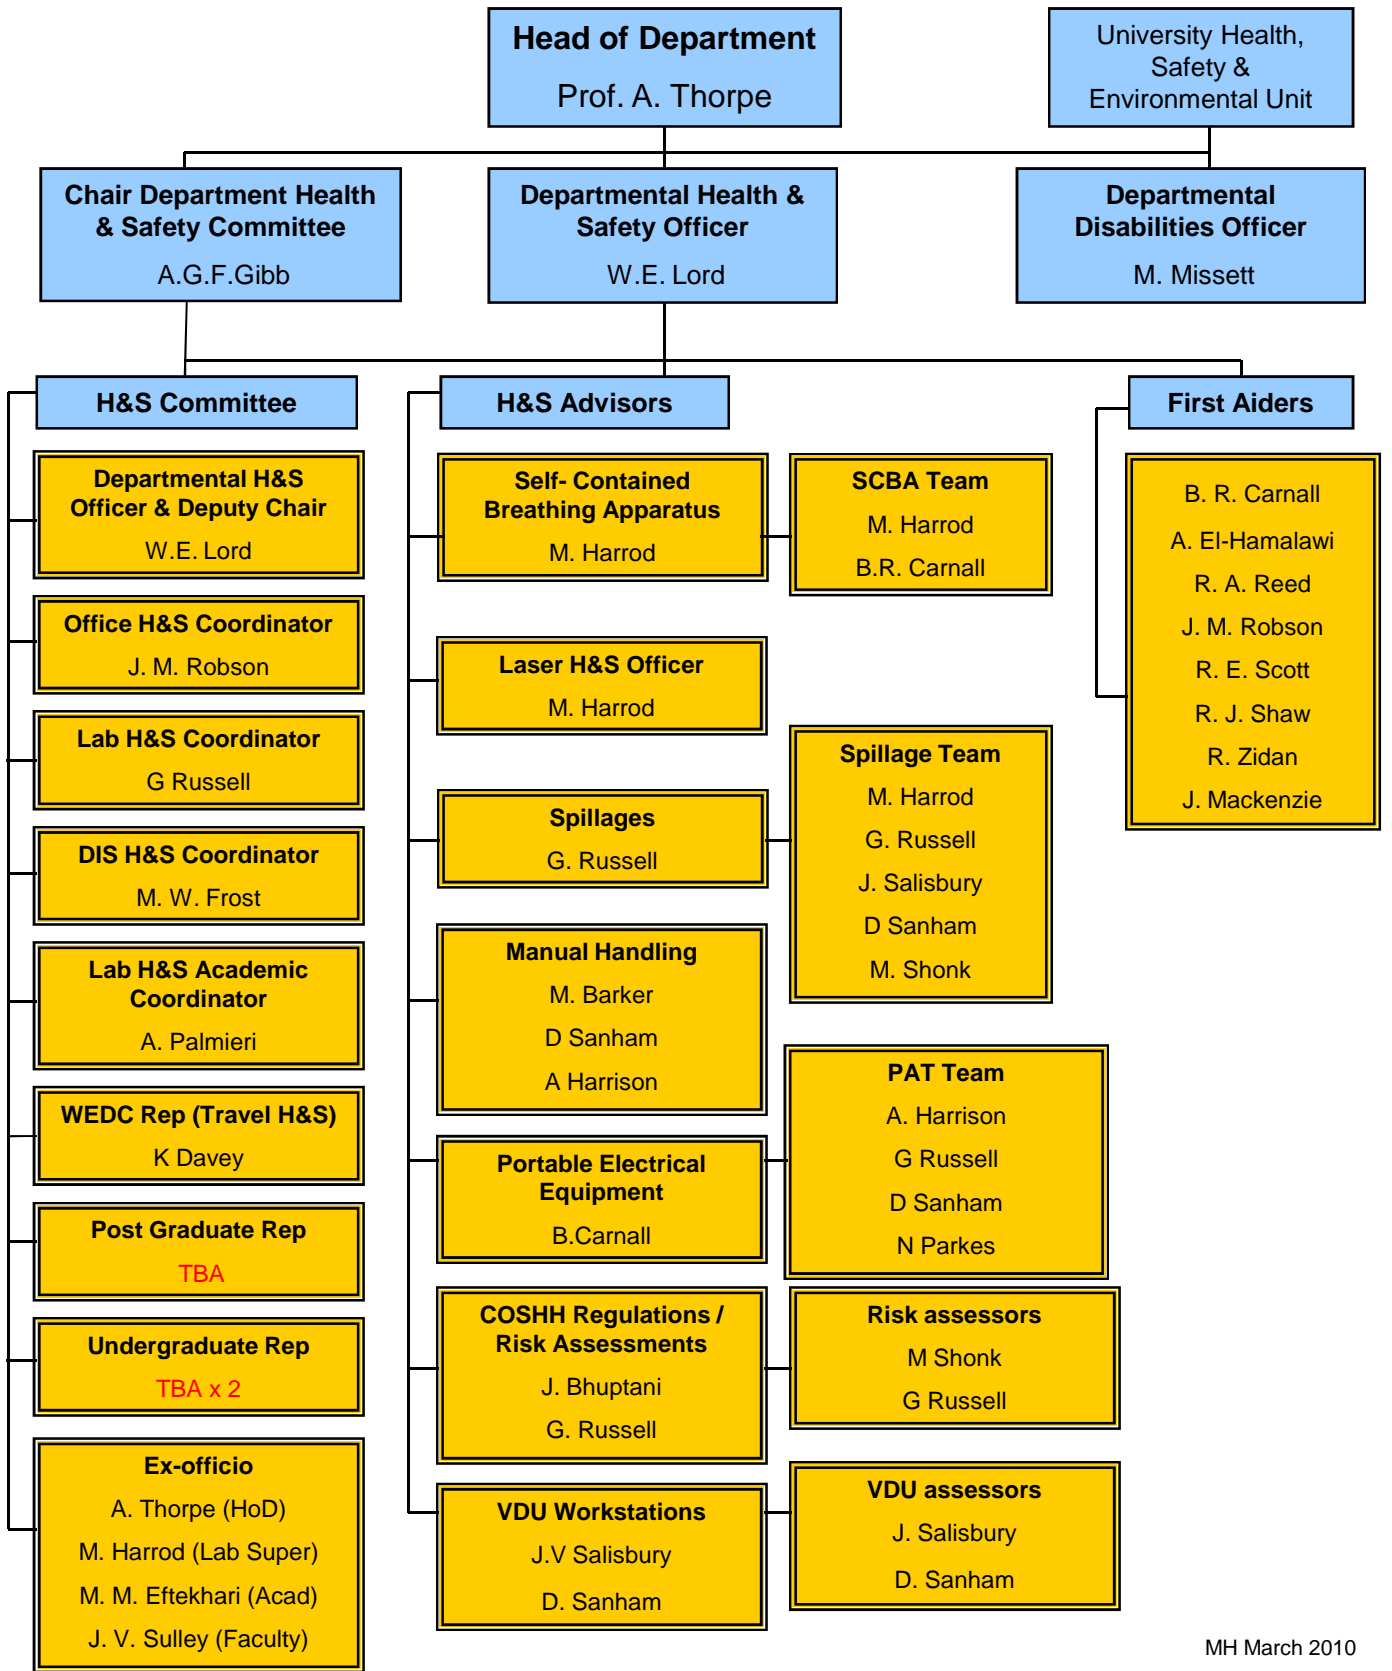 Head of Department
Prof. A. Thorpe
University Health,
Safety &
Environmental Unit
Chair Department Health
& Safety Committee
A.G.F.Gibb
Departmental Health &
Safety Officer
W.E. Lord
Departmental
Disabilities Officer
M. Missett
H&S Committee
Departmental H&S
Officer & Deputy Chair
W.E. Lord
Office H&S Coordinator
J. M. Robson
Lab H&S Coordinator
G Russell
DIS H&S Coordinator
M. W. Frost
Lab H&S Academic
Coordinator
A. Palmieri
WEDC Rep (Travel H&S)
K Davey
Post Graduate Rep
TBA
Undergraduate Rep
TBA x 2
Ex-officio
A. Thorpe (HoD)
M. Harrod (Lab Super)
M. M. Eftekhari (Acad)
J. V. Sulley (Faculty)
H&S Advisors
Self- Contained
Breathing Apparatus
M. Harrod
SCBA Team
M. Harrod
B.R. Carnall
Laser H&S Officer
M. Harrod
Spillages
G. Russell
Spillage Team
M. Harrod
G. Russell
J. Salisbury
D Sanham
M. Shonk
Manual Handling
M. Barker
D Sanham
A Harrison
Portable Electrical
Equipment
B.Carnall
PAT Team
A. Harrison
G Russell
D Sanham
N Parkes
COSHH Regulations /
Risk Assessments
J. Bhuptani
G. Russell
Risk assessors
M Shonk
G Russell
VDU Workstations
J.V Salisbury
D. Sanham
VDU assessors
J. Salisbury
D. Sanham
First Aiders
B. R. Carnall
A. El-Hamalawi
R. A. Reed
J. M. Robson
R. E. Scott
R. J. Shaw
R. Zidan
J. Mackenzie
MH March 2010